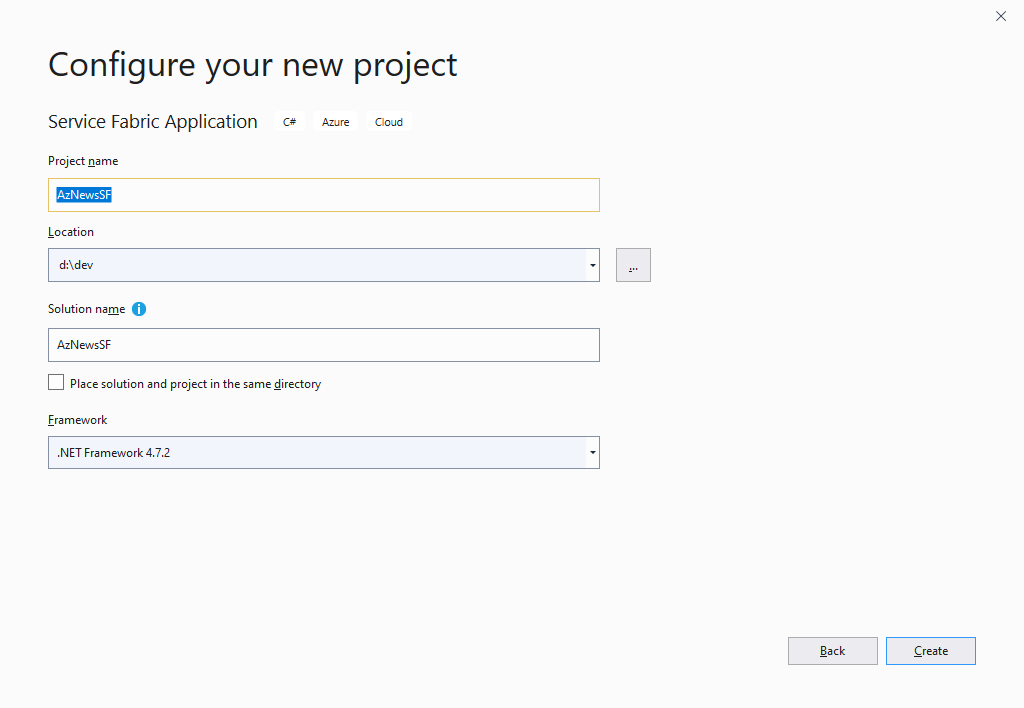 Configure your new project
Service Fabric Application C# Azure Cloud
Project name
AzNewsSF
Location
d:\dev
...
Solution name
AzNewsSF
Place solution and project in the same directory
Framework
.NET Framework 4.7.2
Back Create